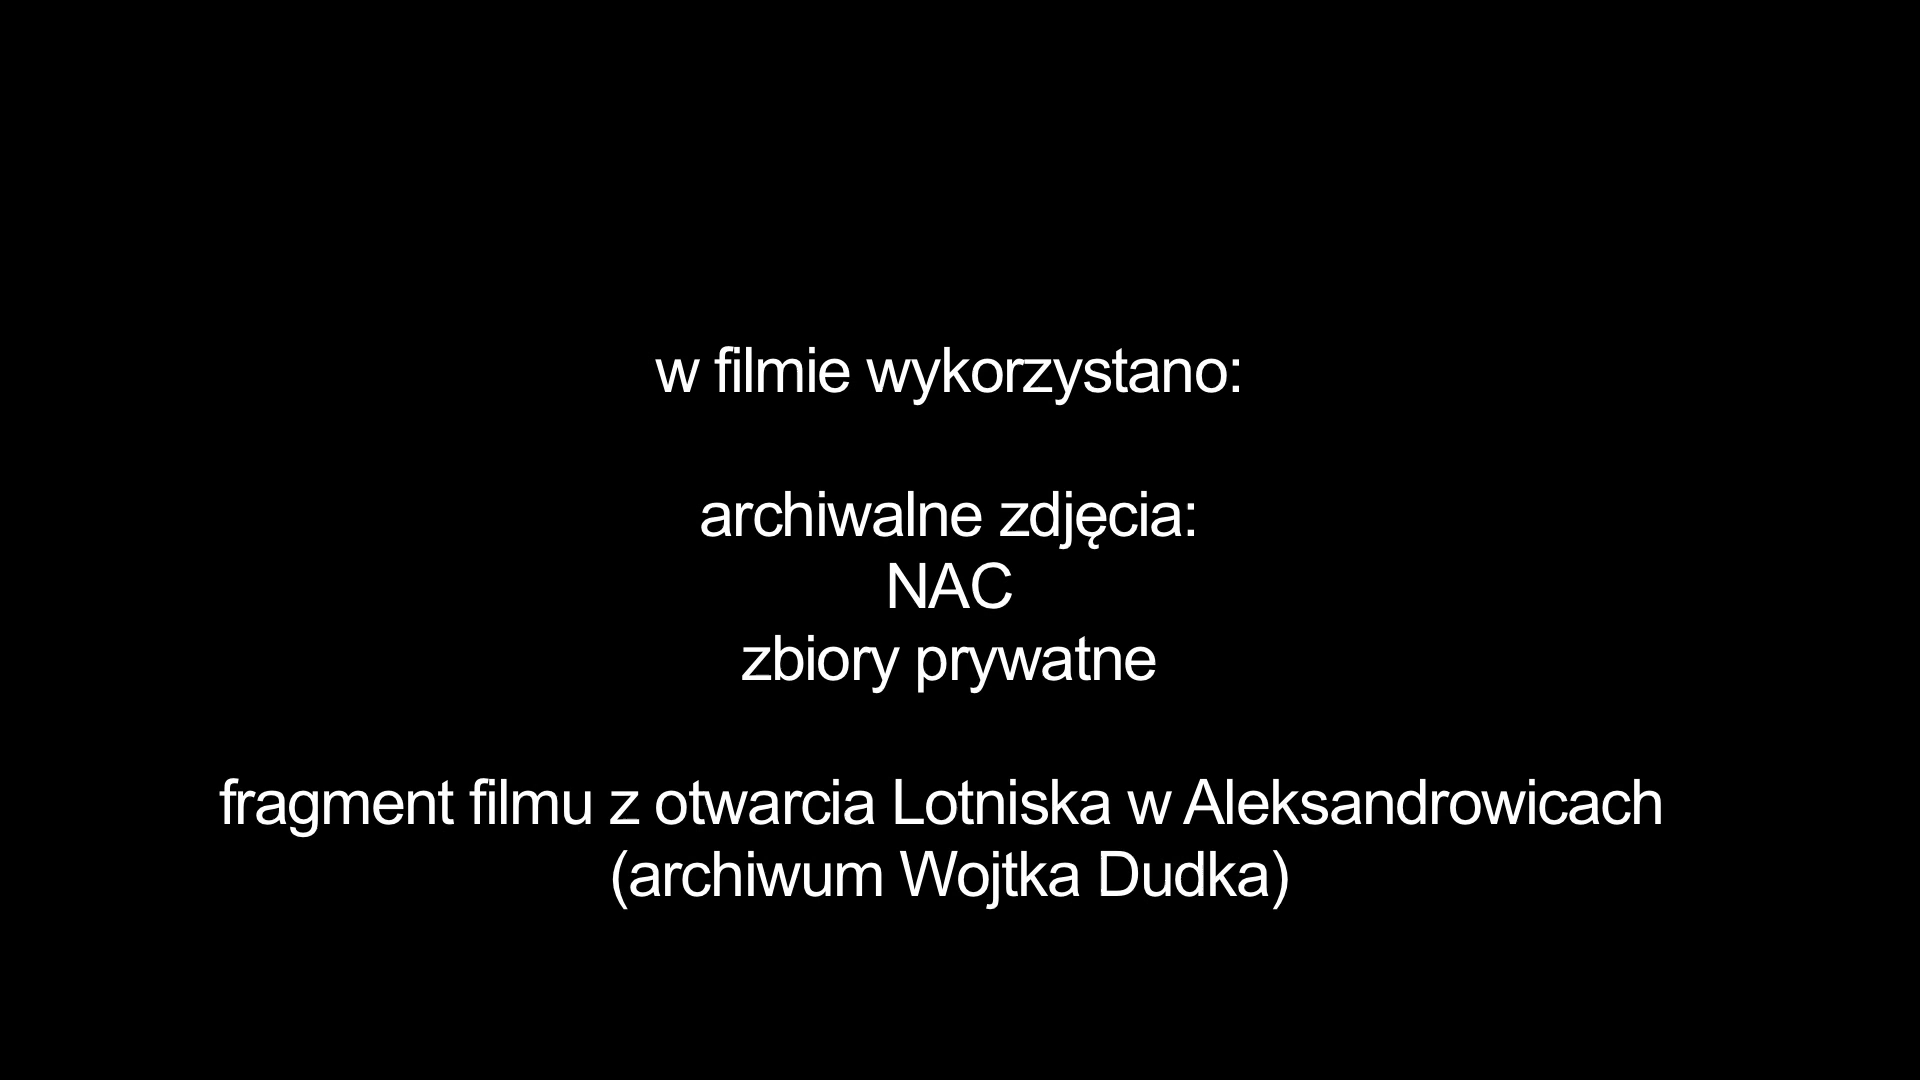 w filmie wykorzystano:
archiwalne zdjęcia:
NAC
zbiory prywatne
fragment filmu z otwarcia Lotniska w Aleksandrowicach
(archiwum Wojtka Dudka)